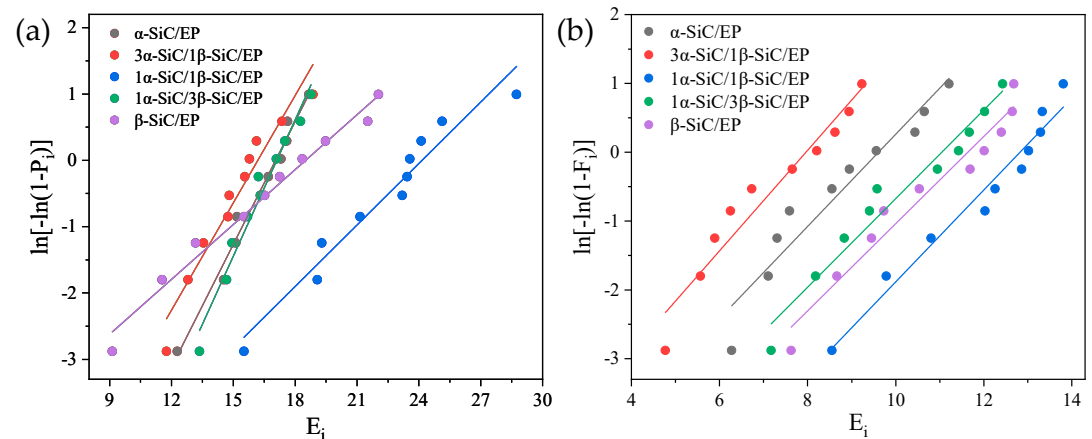 (a)
2
1
0
-1
-2
-3
ln[-ln(1-Pᵢ)]
α-SiC/EP
3α-SiC/1β-SiC/EP
1α-SiC/1β-SiC/EP
1α-SiC/3β-SiC/EP
β-SiC/EP
9 12 15 18 21 24 27 30
Eᵢ
(b)
2
1
0
-1
-2
-3
ln[-ln(1-Fᵢ)]
α-SiC/EP
3α-SiC/1β-SiC/EP
1α-SiC/1β-SiC/EP
1α-SiC/3β-SiC/EP
β-SiC/EP
4 6 8 10 12 14
Eᵢ